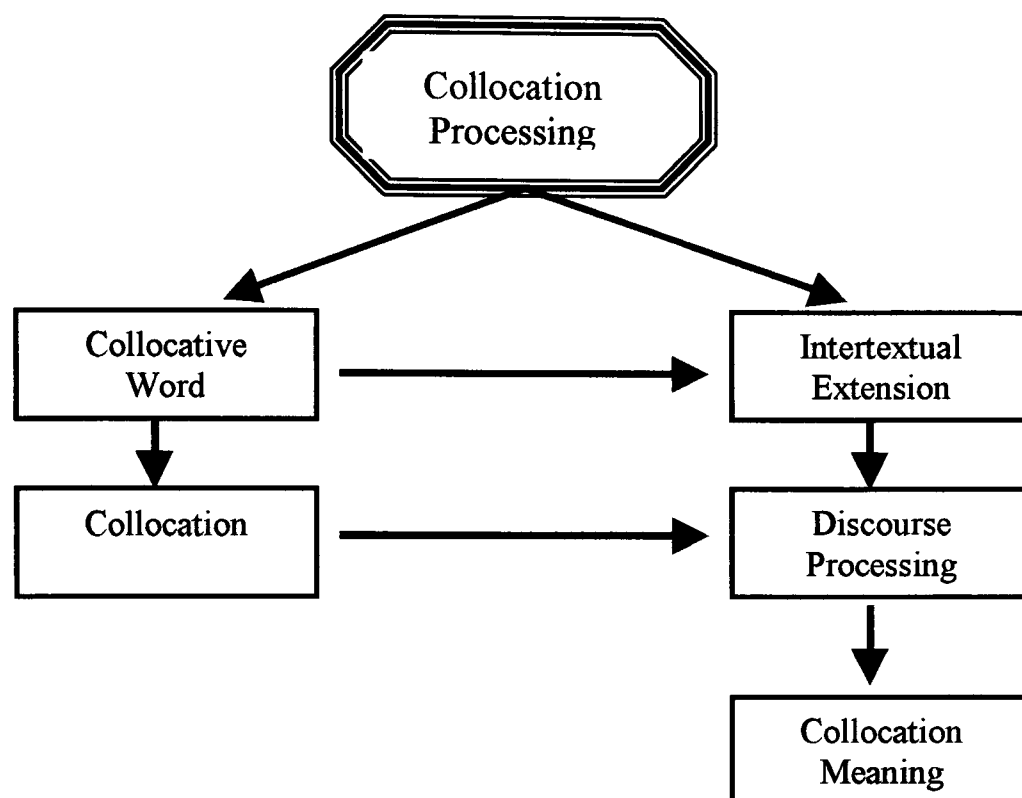 Collocation
Processing
Collocative
Word
Intertextual
Extension
Collocation
Discourse
Processing
Collocation
Meaning